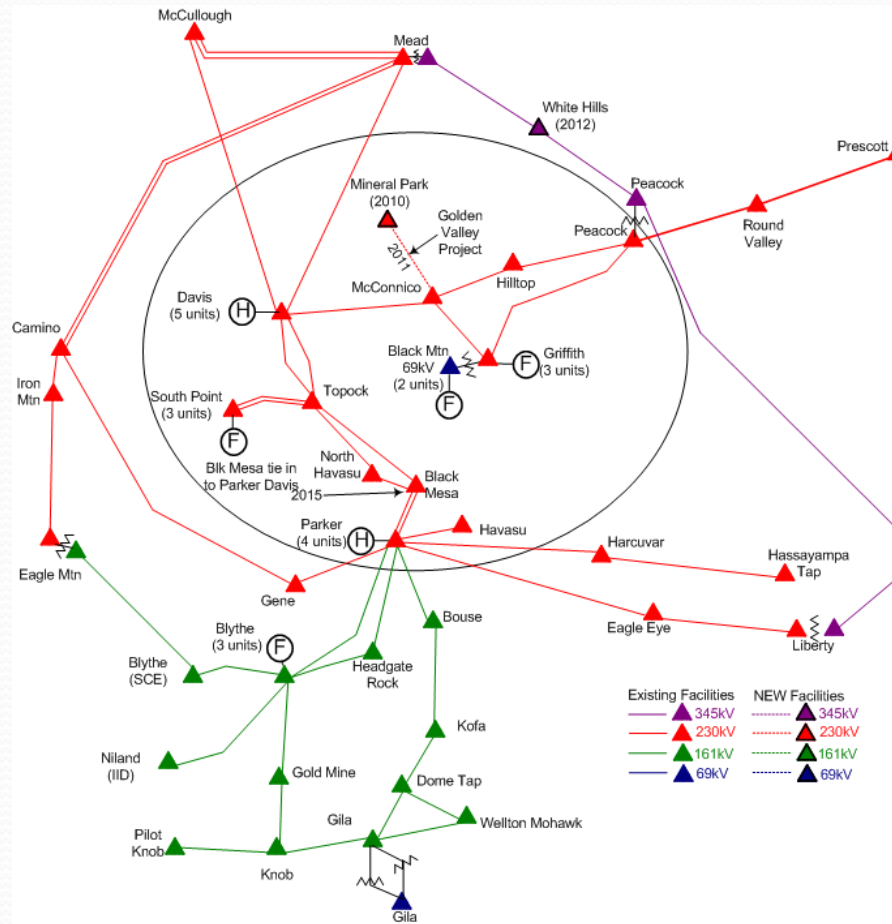 McCullough
Mead
White Hills
(2012)
Prescott
Mineral Park
(2010)
Peacock
Golden
Valley
Project
Peacock
Round
Valley
2011
Hilltop
McConnico
Davis
(5 units)
H
Camino
Black Mtn
69kV
(2 units)
F
Griffith
(3 units)
F
Iron
Mtn
South Point
(3 units)
Topock
F
Blk Mesa tie in
to Parker Davis
North
Havasu
Black
Mesa
2015
Parker
(4 units)
H
Havasu
Harcuvar
Hassayampa
Tap
Eagle Mtn
Gene
Bouse
Eagle Eye
Liberty
Blythe
(3 units)
F
Blythe
(SCE)
Headgate
Rock
Existing Facilities
NEW Facilities
345kV
345kV
230kV
230kV
161kV
161kV
69kV
69kV
Kofa
Niland
(IID)
Gold Mine
Dome Tap
Gila
Wellton Mohawk
Pilot
Knob
Knob
Gila